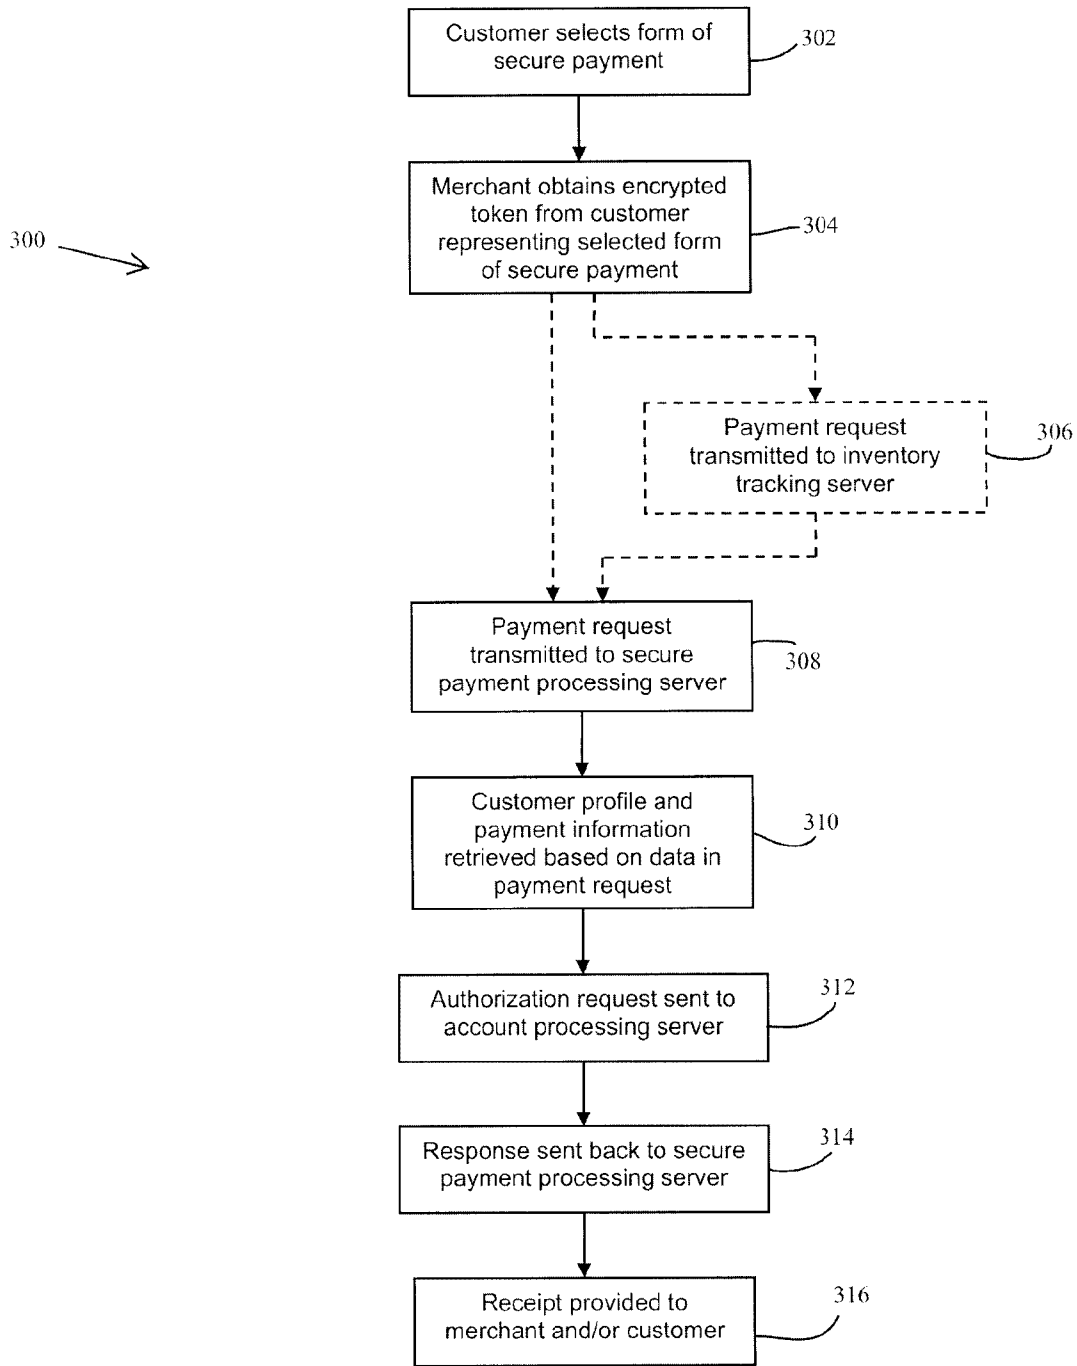 Customer selects form of
secure payment
302
Merchant obtains encrypted
token from customer
representing selected form
of secure payment
304
300
Payment request
transmitted to inventory
tracking server
306
Payment request
transmitted to secure
payment processing server
308
Customer profile and
payment information
retrieved based on data in
payment request
310
Authorization request sent to
account processing server
312
Response sent back to secure
payment processing server
314
Receipt provided to
merchant and/or customer
316